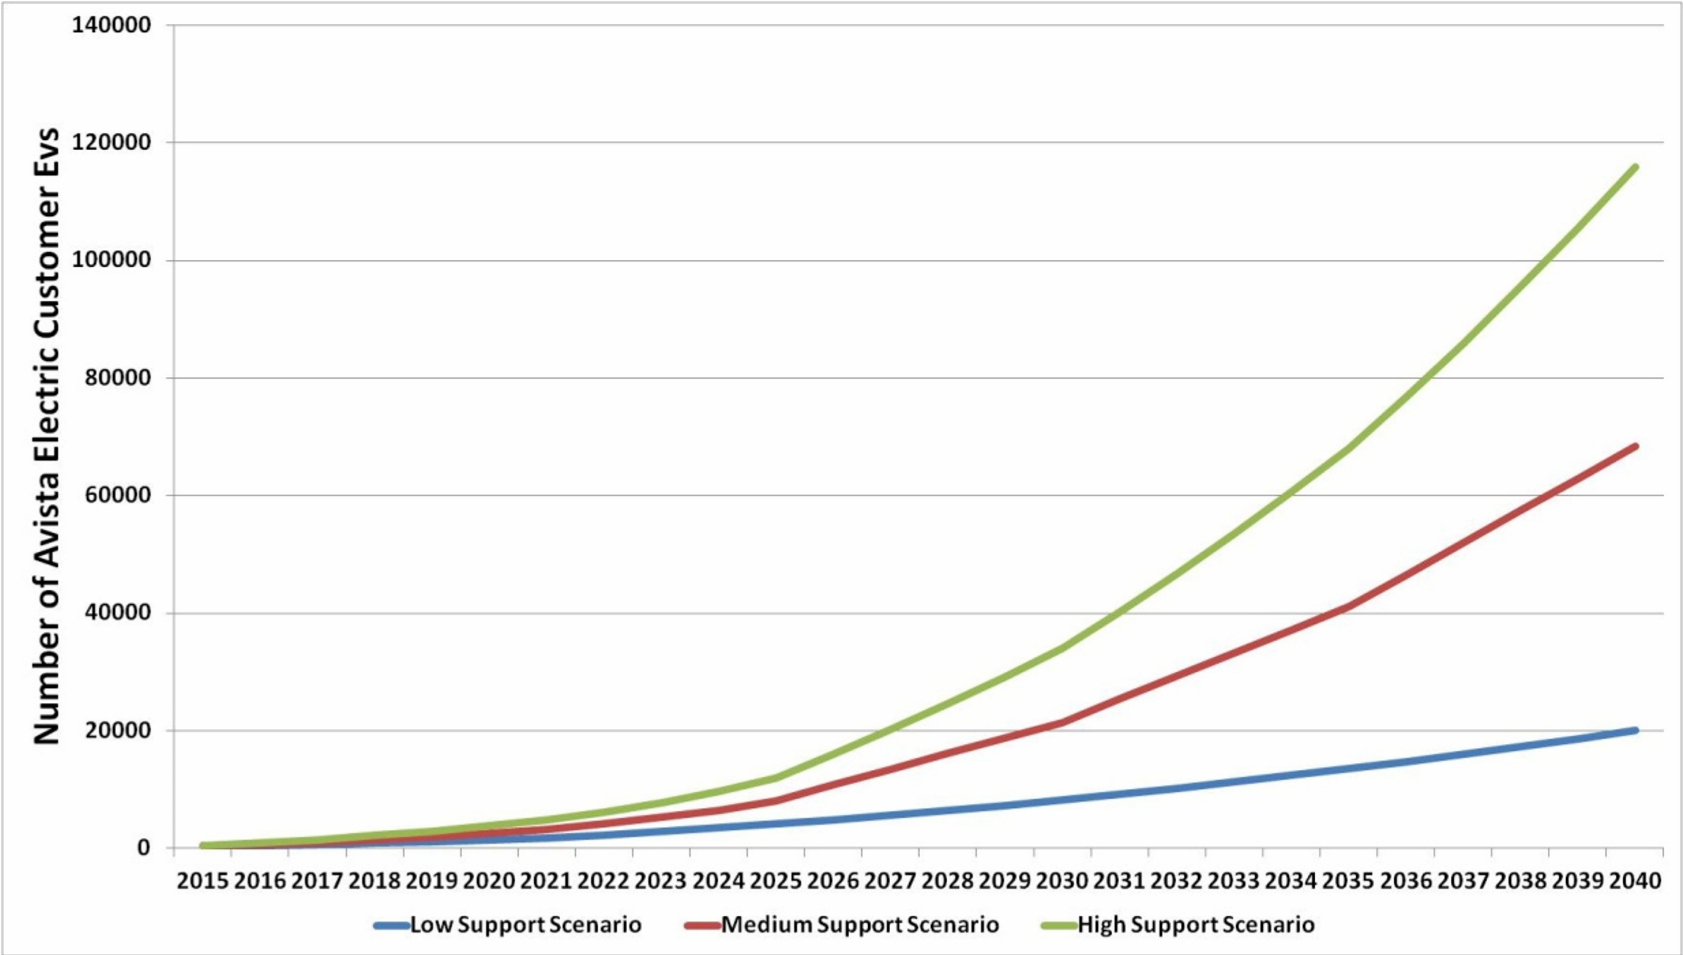 Number of Avista Electric Customer Evs
140000
120000
100000
80000
60000
40000
20000
0
2015 2016 2017 2018 2019 2020 2021 2022 2023 2024 2025 2026 2027 2028 2029 2030 2031 2032 2033 2034 2035 2036 2037 2038 2039 2040
Low Support Scenario Medium Support Scenario High Support Scenario